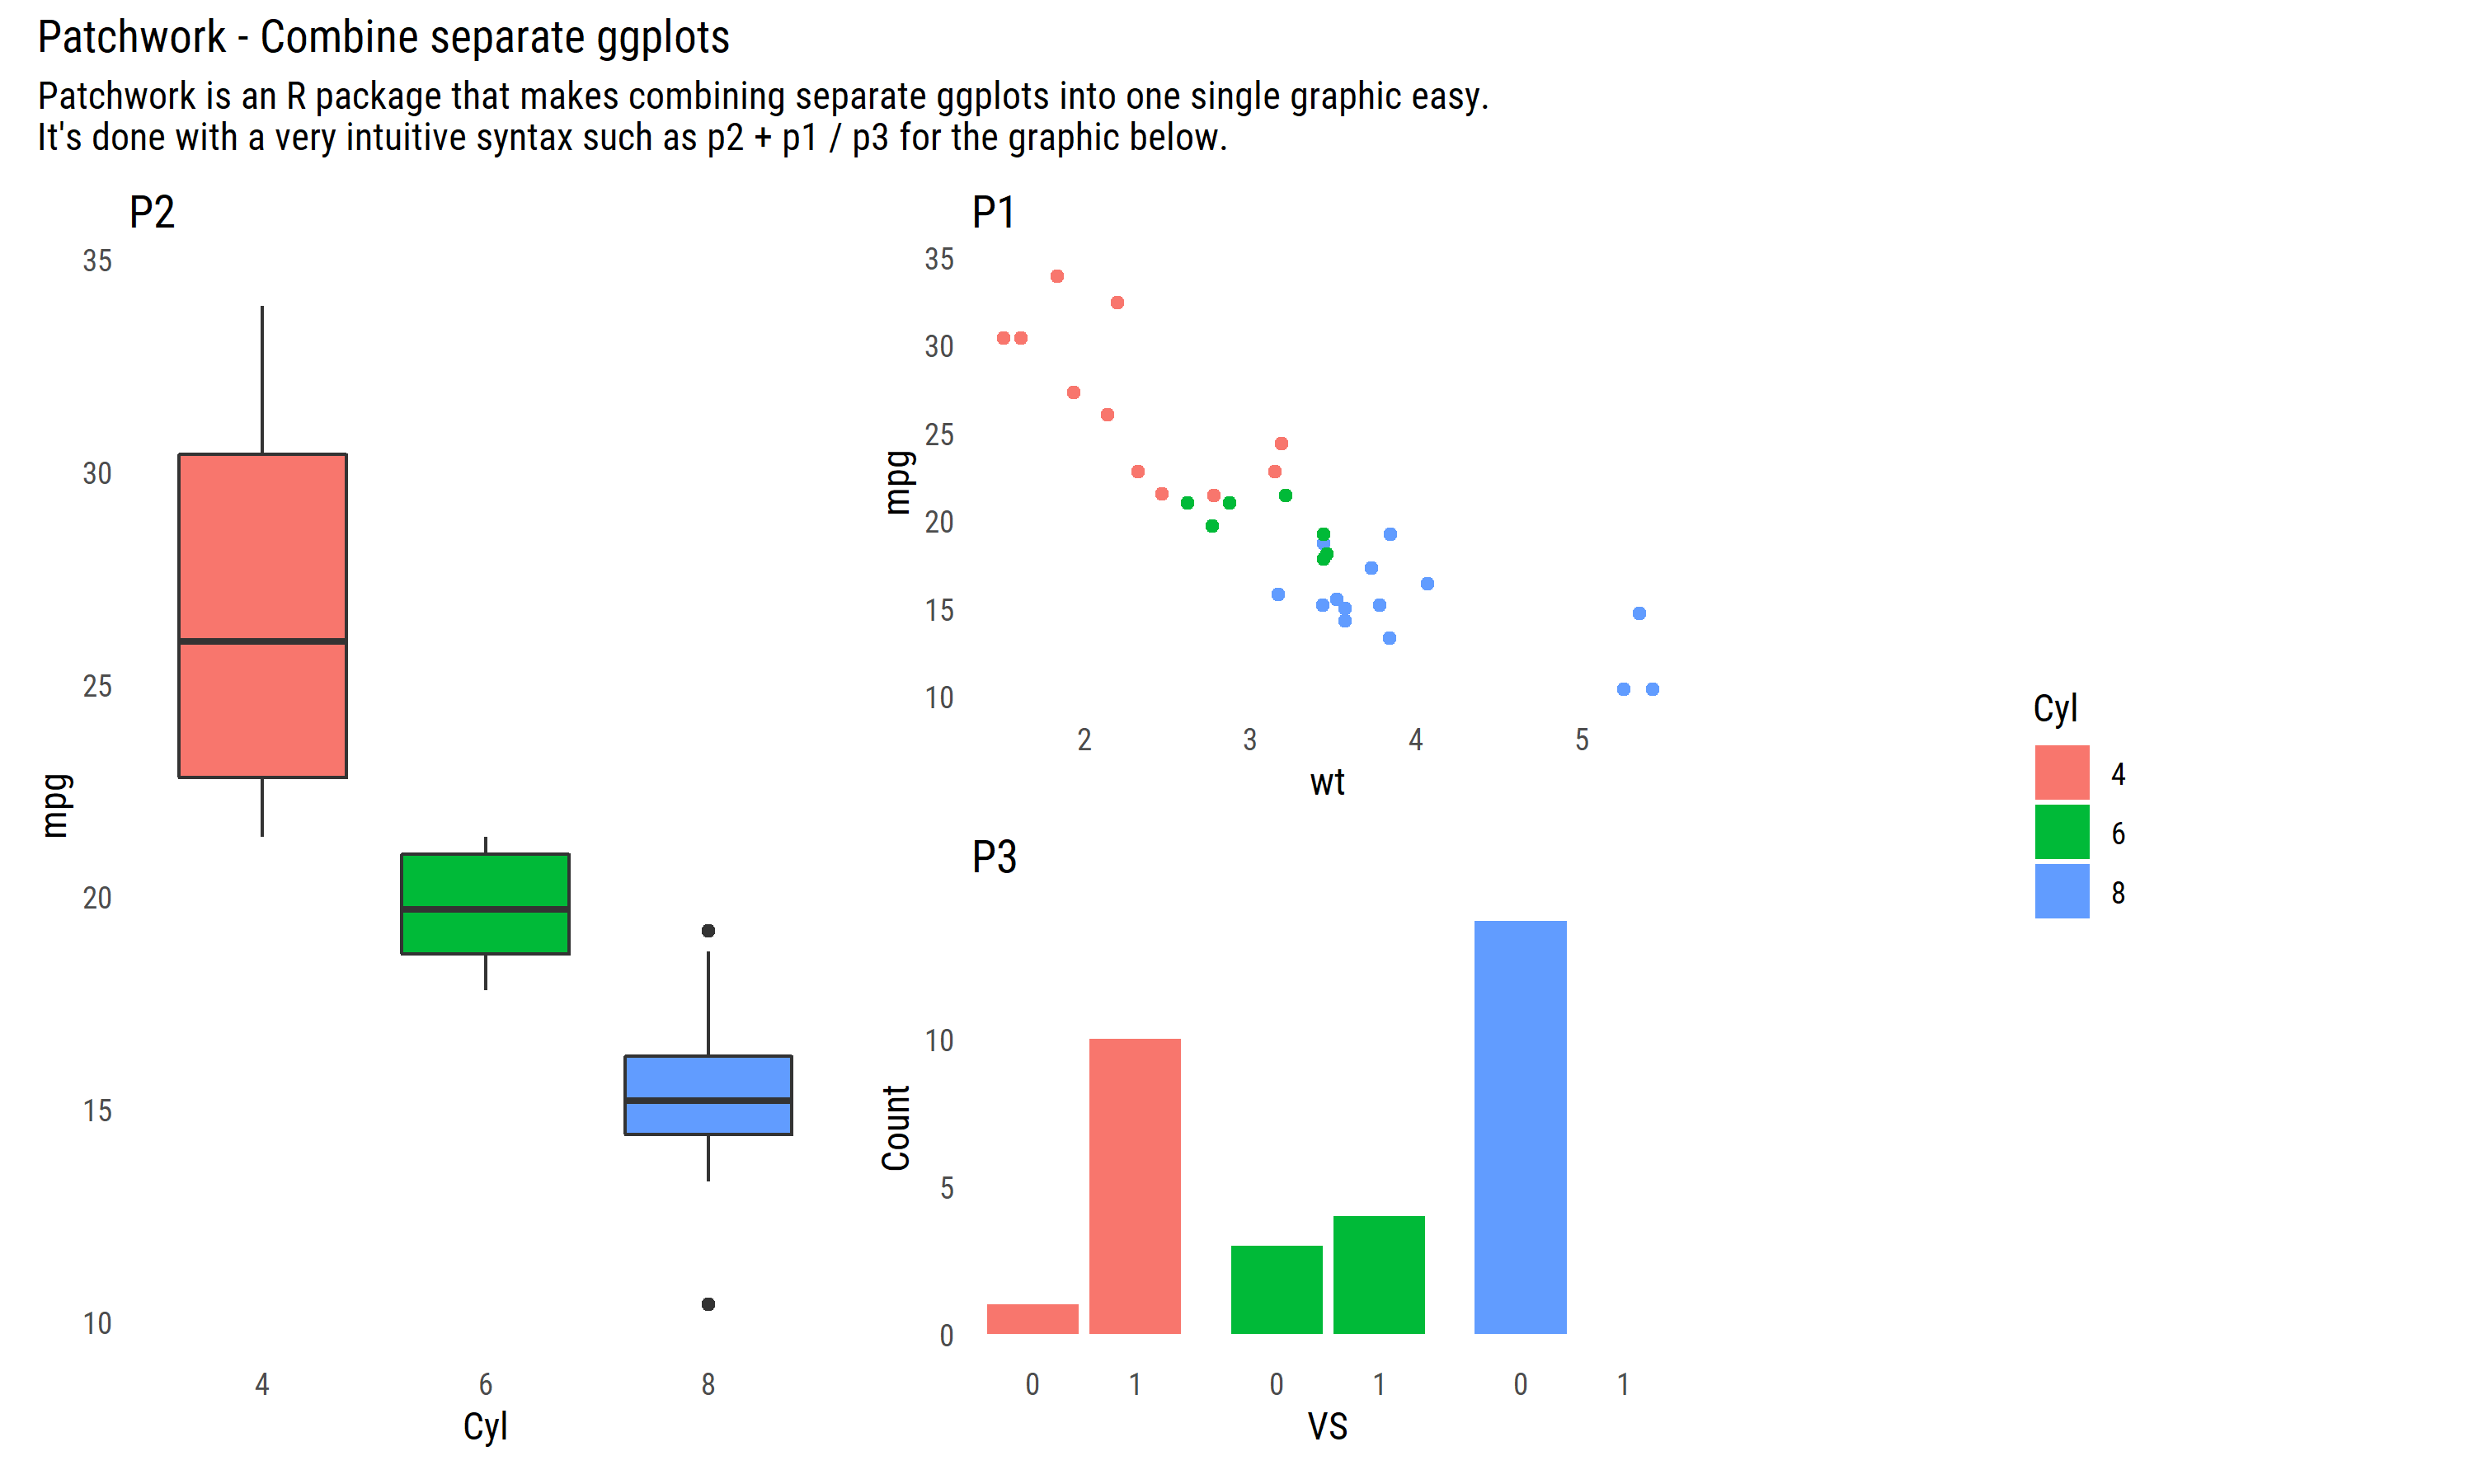 Patchwork - Combine separate ggplots
Patchwork is an R package that makes combining separate ggplots into one single graphic easy.
It's done with a very intuitive syntax such as p2 + p1 / p3 for the graphic below.
P2
35
30
25
20
15
10
mpg
4 6 8
Cyl
P1
35
30
25
20
15
10
mpg
2 3 4 5
wt
P3
10
5
0
Count
0 1 0 1 0 1
VS
Cyl
4
6
8